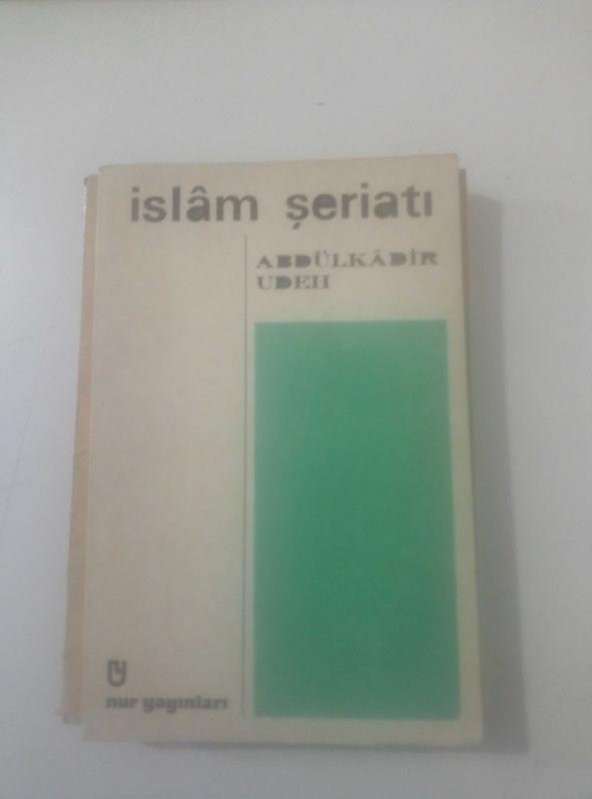 islâm şeriatı
ABDÜLKÂDİR
UDEH
nur yayınları